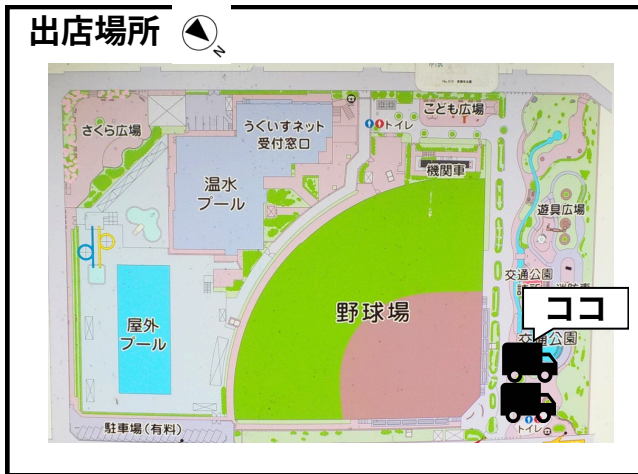 出店場所
N
こども広場
さくら広場
うぐいすネット
受付窓口
トイレ
機関車
温水
プール
遊具広場
交通公園
ココ
野球場
屋外
プール
交通公園
駐車場(有料)
トイレ